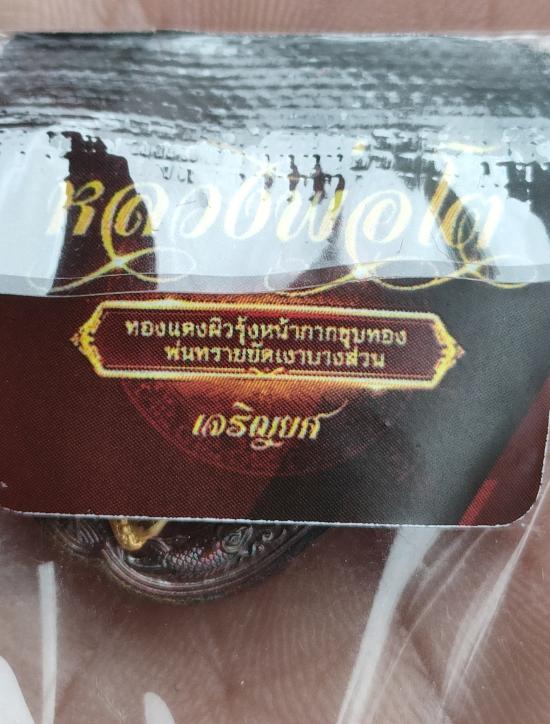 หลวงพ่อโต
ทองแดงผิวรุ้งหน้ากากชุบทอง
พ่นทรายขัดเงาบางส่วน
เจริญยศ